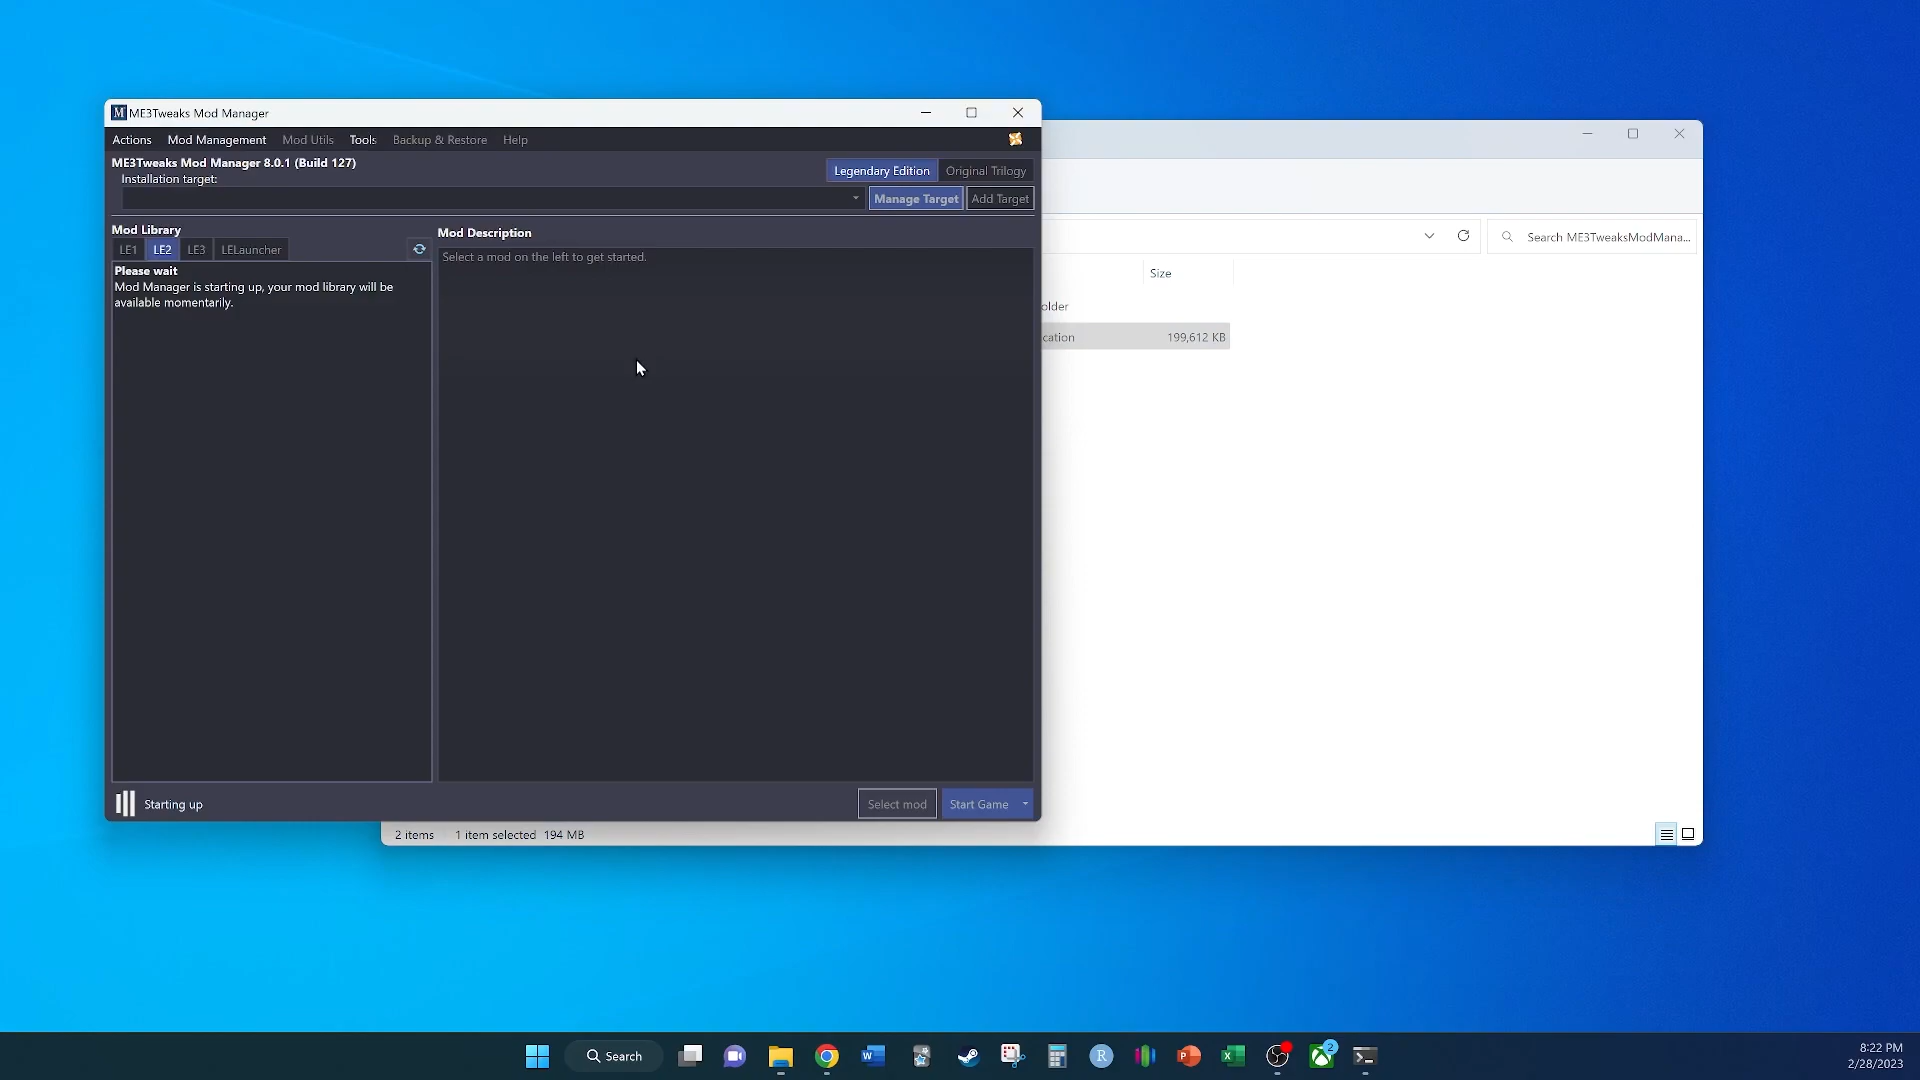 ME3Tweaks Mod Manager
Actions Mod Management Mod Utils Tools Backup & Restore Help
ME3Tweaks Mod Manager 8.0.1 (Build 127)
Installation target:
Legendary Edition Original Trilogy
Manage Target Add Target
Mod Library
LE1 LE2 LE3 LELauncher
Please wait
Mod Manager is starting up, your mod library will be
available momentarily.
Mod Description
Select a mod on the left to get started.
Starting up
Select mod Start Game
Search ME3TweaksModMana...
Size
older
cation 199,612 KB
2 items 1 item selected 194 MB
Search
2
8:22 PM
2/28/2023